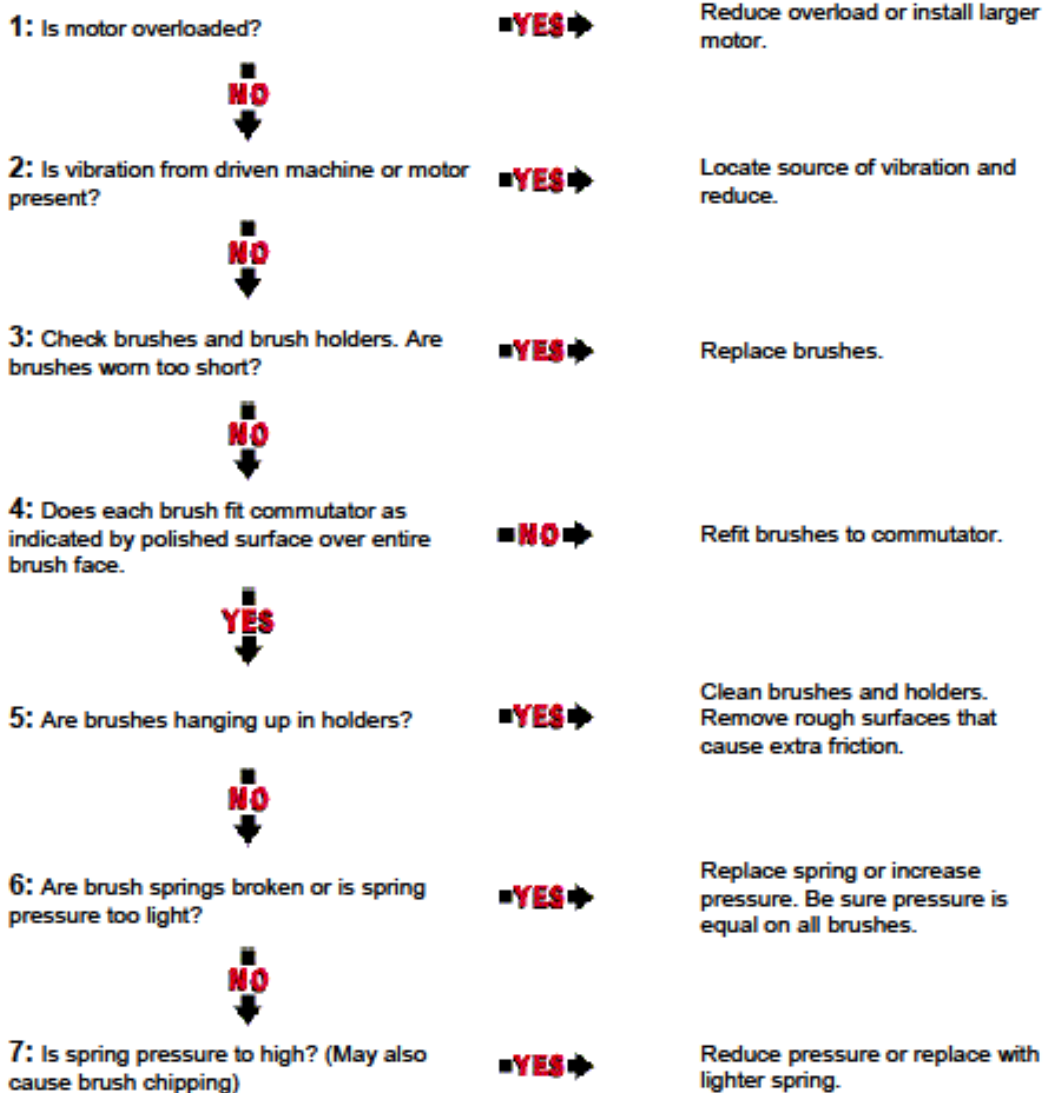 1: Is motor overloaded?
YES
Reduce overload or install larger
motor.
NO
2: Is vibration from driven machine or motor
present?
YES
Locate source of vibration and
reduce.
NO
3: Check brushes and brush holders. Are
brushes worn too short?
YES
Replace brushes.
NO
4: Does each brush fit commutator as
indicated by polished surface over entire
brush face.
NO
Refit brushes to commutator.
YES
5: Are brushes hanging up in holders?
YES
Clean brushes and holders.
Remove rough surfaces that
cause extra friction.
NO
6: Are brush springs broken or is spring
pressure too light?
YES
Replace spring or increase
pressure. Be sure pressure is
equal on all brushes.
NO
7: Is spring pressure to high? (May also
cause brush chipping)
YES
Reduce pressure or replace with
lighter spring.